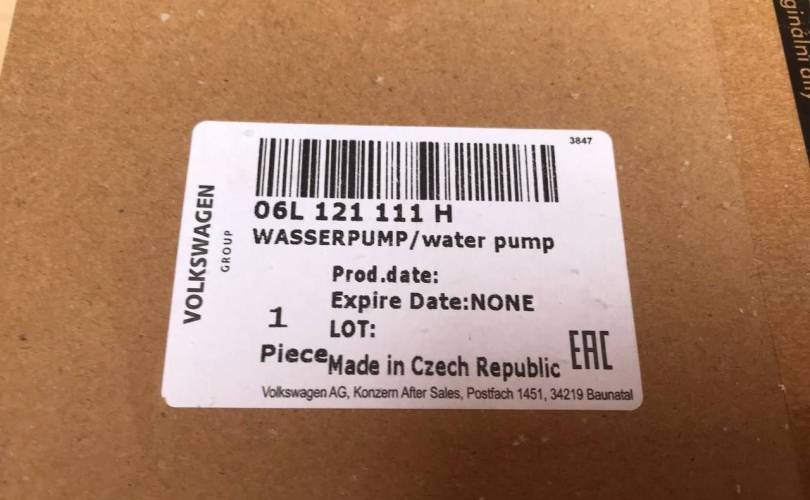 3847
06L 121 111 H
WASSERPUMP/water pump
VOLKSWAGEN
GROUP
Prod.date:
Expire Date:NONE
LOT:
1
Piece
Made in Czech Republic
EAC
Volkswagen AG, Konzern After Sales, Postfach 1451, 34219 Baunatal